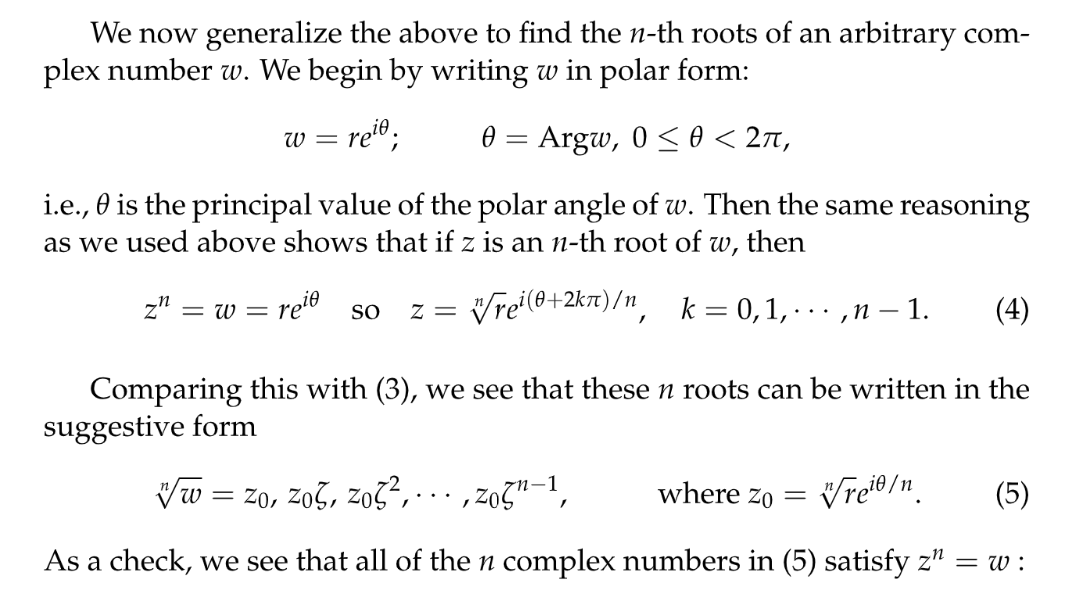 We now generalize the above to find the n-th roots of an arbitrary com-
plex number w. We begin by writing w in polar form:
w = re^{iθ};  θ = Argw, 0 ≤ θ < 2π,
i.e., θ is the principal value of the polar angle of w. Then the same reasoning
as we used above shows that if z is an n-th root of w, then
z^n = w = re^{iθ} so z = ⁿ√r e^{i(θ+2kπ)/n}, k = 0, 1, ⋯ , n − 1. (4)
Comparing this with (3), we see that these n roots can be written in the
suggestive form
ⁿ√w = z₀, z₀ζ, z₀ζ², ⋯ , z₀ζ^{n−1}, where z₀ = ⁿ√r e^{iθ/n}. (5)
As a check, we see that all of the n complex numbers in (5) satisfy z^n = w :